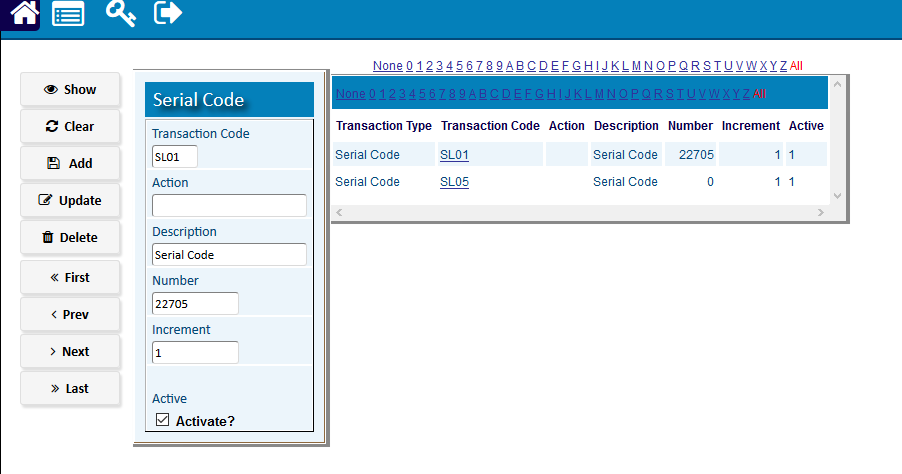 Show
Clear
Add
Update
Delete
First
Prev
Next
Last
Serial Code
Transaction Code
SL01
Action
Description
Serial Code
Number
22705
Increment
1
Active
Activate?
None 0 1 2 3 4 5 6 7 8 9 A B C D E F G H I J K L M N O P Q R S T U V W X Y Z All
None 0 1 2 3 4 5 6 7 8 9 A B C D E F G H I J K L M N O P Q R S T U V W X Y Z All
Transaction Type Transaction Code Action Description Number Increment Active
Serial Code SL01 Serial Code 22705 1 1
Serial Code SL05 Serial Code 0 1 1